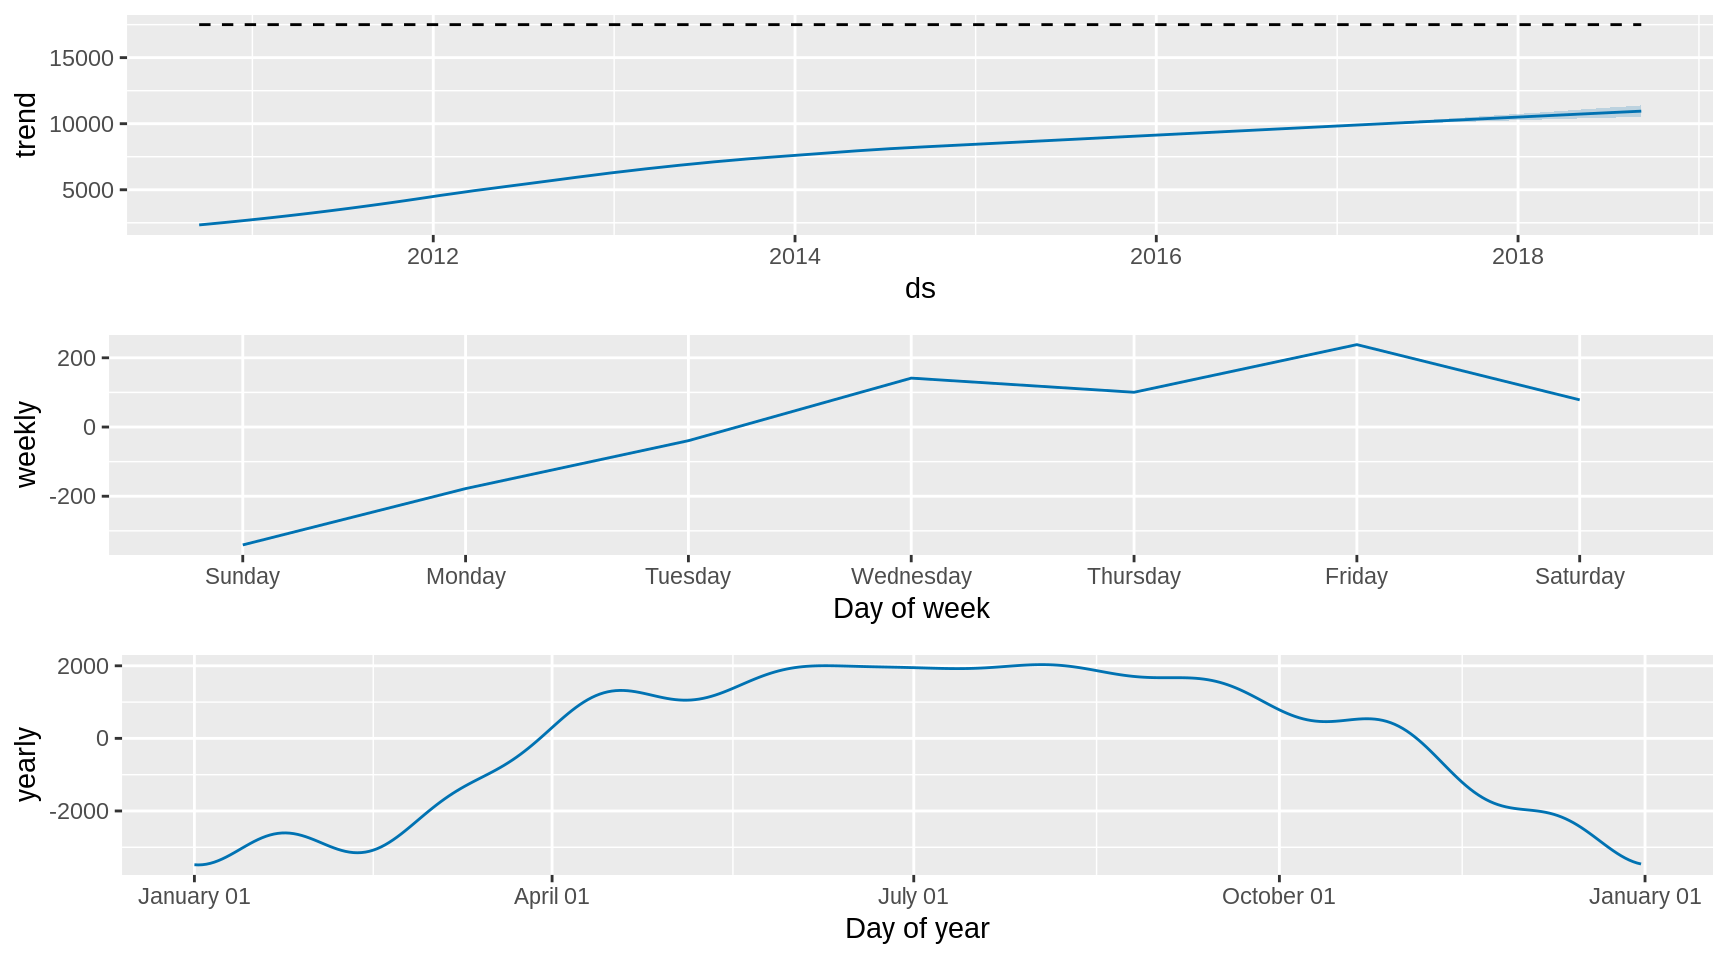 trend
15000
10000
5000
2012 2014 2016 2018
ds
weekly
200
0
-200
Sunday Monday Tuesday Wednesday Thursday Friday Saturday
Day of week
yearly
2000
0
-2000
January 01 April 01 July 01 October 01 January 01
Day of year